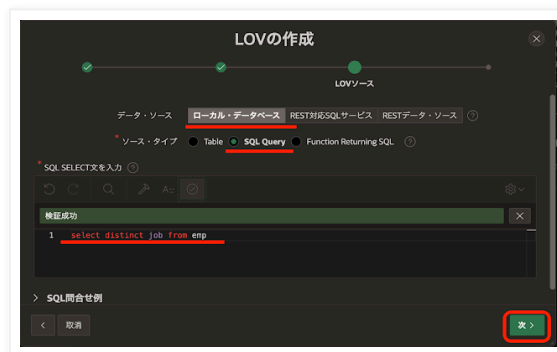 LOVの作成
LOVソース
データ・ソース ローカル・データベース REST対応SQLサービス RESTデータ・ソース
* ソース・タイプ Table SQL Query Function Returning SQL
* SQL SELECT文を入力
検証成功
1 select distinct job from emp
SQL問合せ例
取消
次